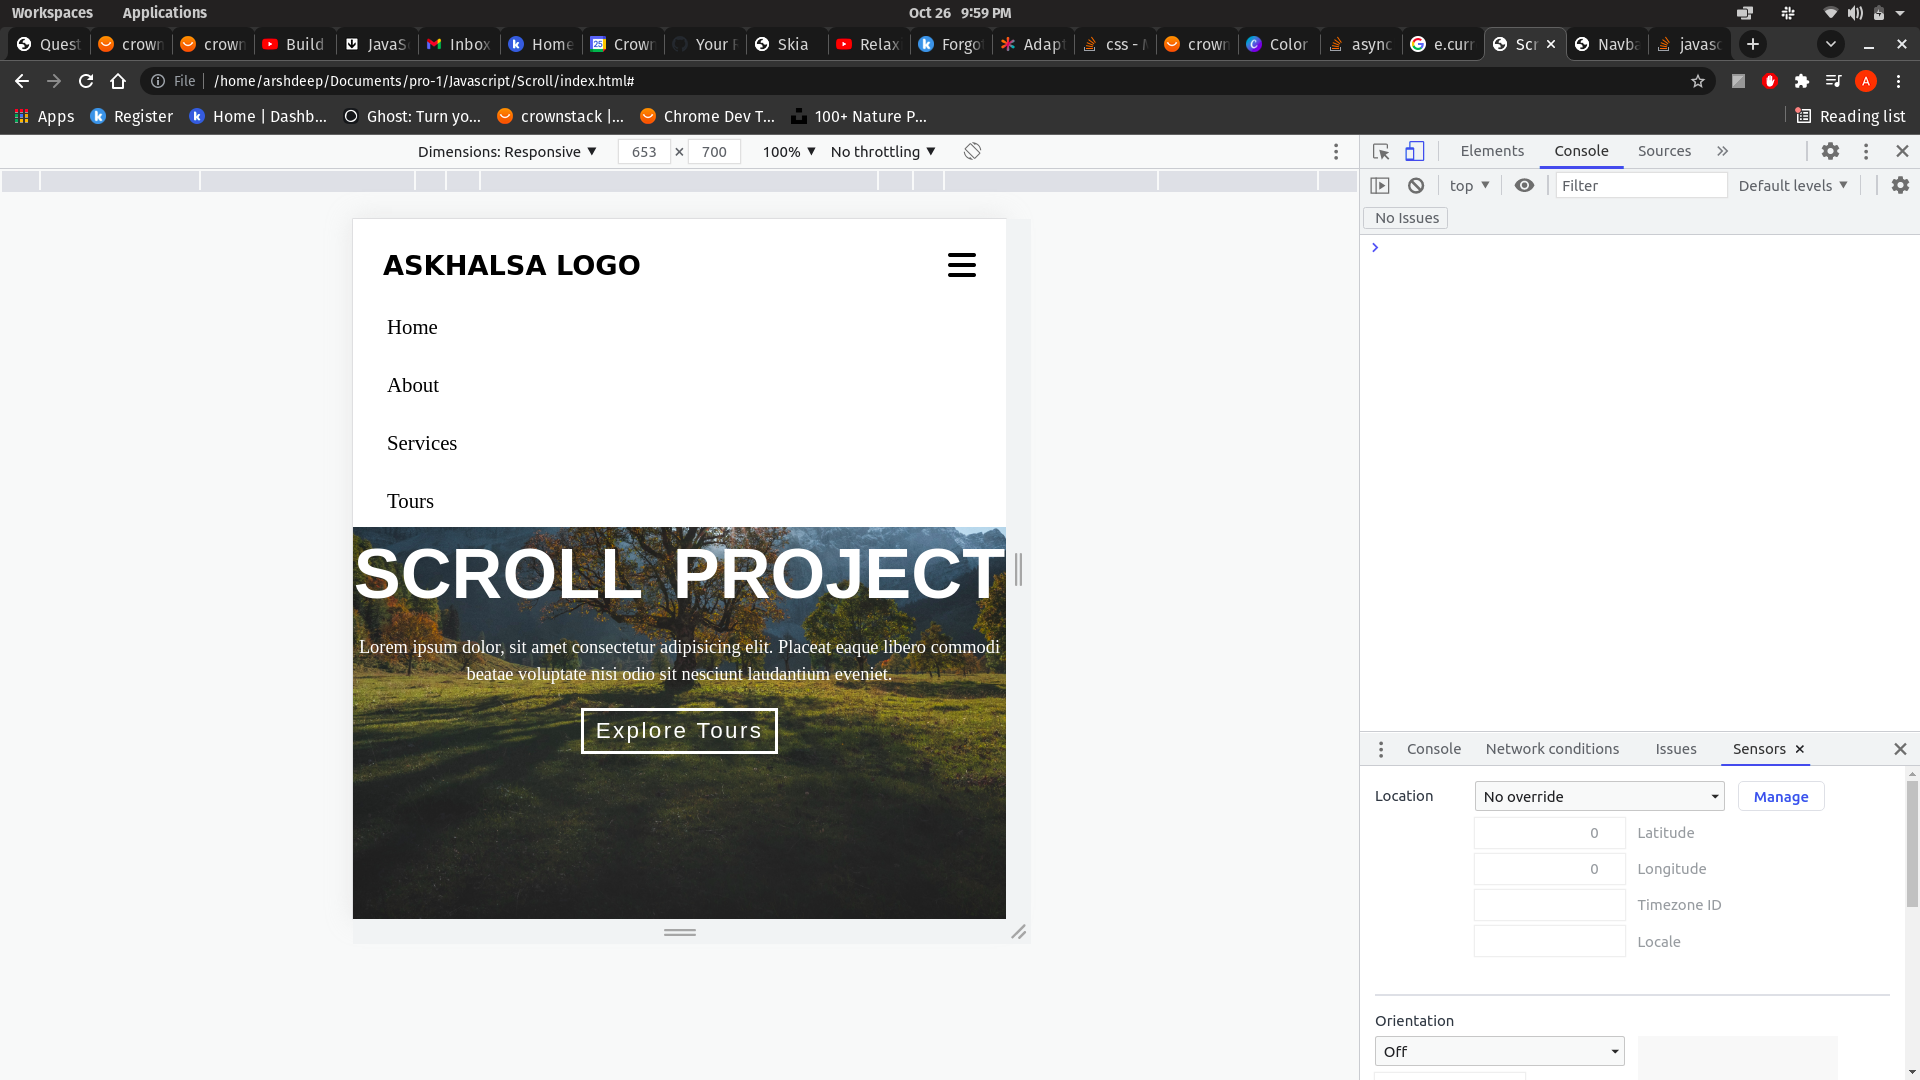 Workspaces Applications Oct 26 9:59 PM
Quest crown crown Build JavaSc Inbox Home Crown Your Skia Relax Forgot Adapt css - crown Color async e.curr Scr Navba javasc
File /home/arshdeep/Documents/pro-1/Javascript/Scroll/index.html#
Apps Register Home | Dashb... Ghost: Turn yo... crownstack |... Chrome Dev T... 100+ Nature P... Reading list
Dimensions: Responsive 653 × 700 100% No throttling
Elements Console Sources
top Filter Default levels
No Issues
ASKHALSA LOGO
Home
About
Services
Tours
SCROLL PROJECT
Lorem ipsum dolor, sit amet consectetur adipisicing elit. Placeat eaque libero commodi
beatae voluptate nisi odio sit nesciunt laudantium eveniet.
Explore Tours
Console Network conditions Issues Sensors
Location No override Manage
0 Latitude
0 Longitude
Timezone ID
Locale
Orientation
Off